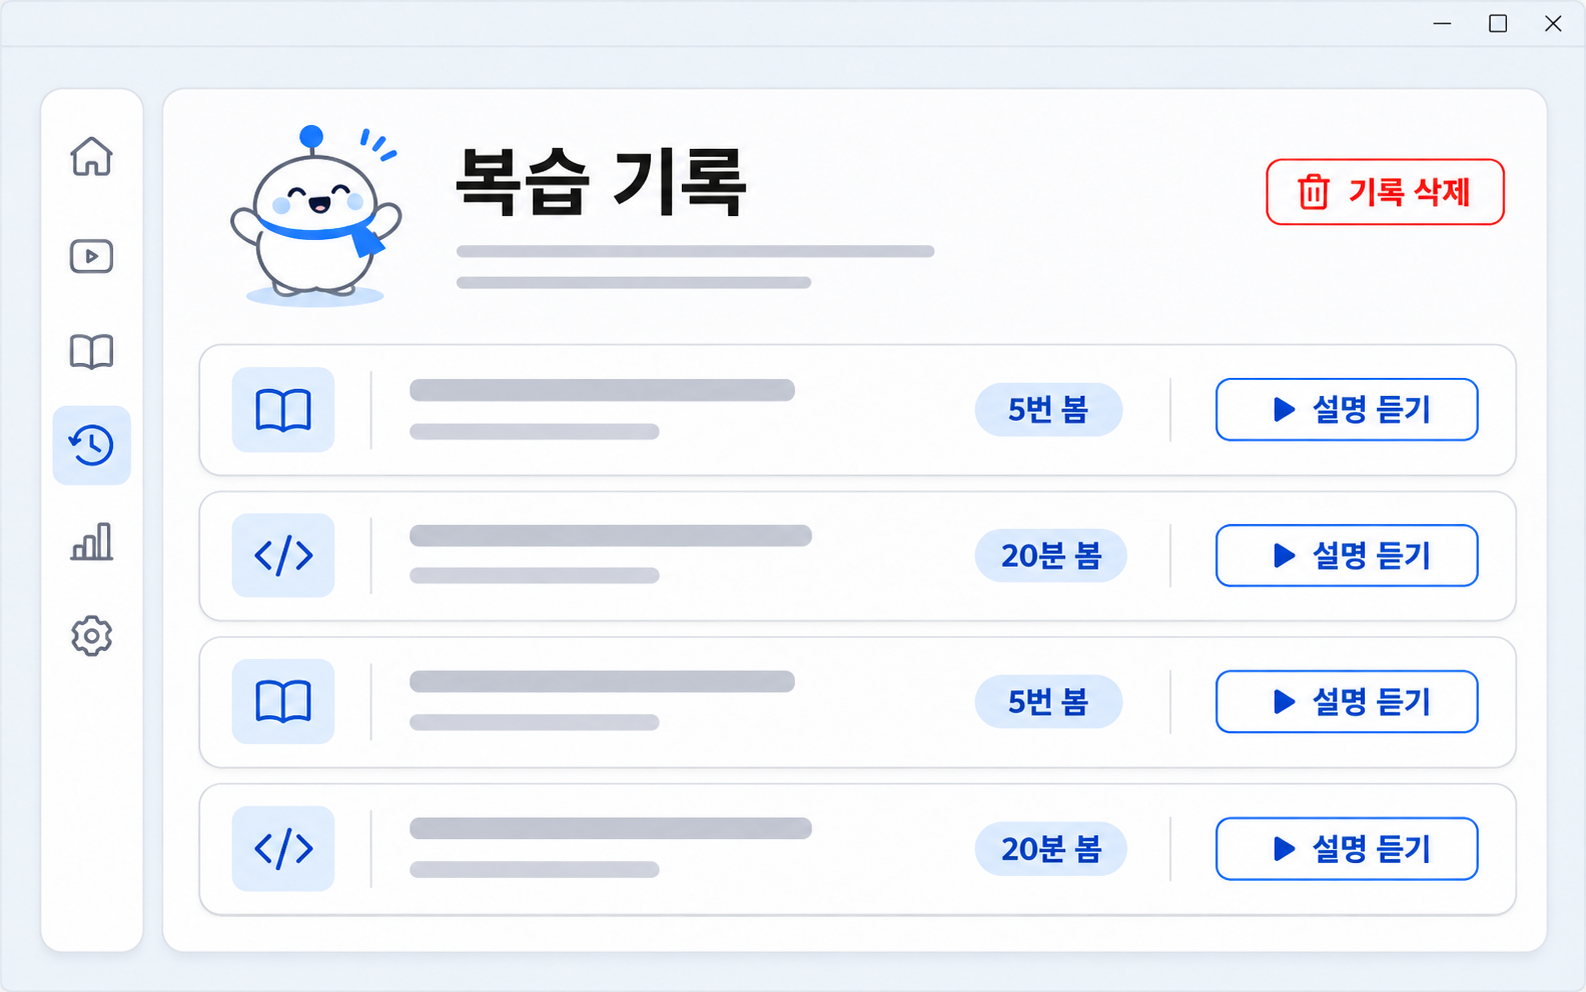 복습 기록
기록 삭제
5번 봄
설명 듣기
20분 봄
설명 듣기
5번 봄
설명 듣기
20분 봄
설명 듣기